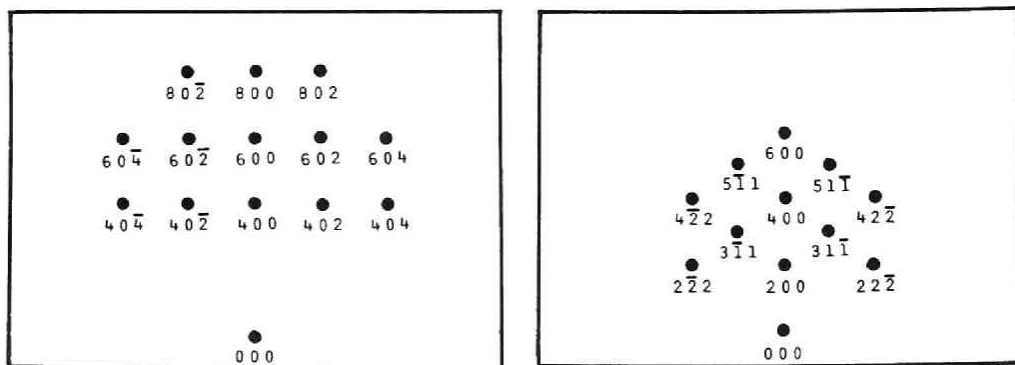 8 0 2̅ 8 0 0 8 0 2
6 0 4̅ 6 0 2̅ 6 0 0 6 0 2 6 0 4
4 0 4̅ 4 0 2̅ 4 0 0 4 0 2 4 0 4
0 0 0
6 0 0
5 1̅ 1 5 1 1̅
4 2̅ 2 4 0 0 4 2 2̅
3 1̅ 1 3 1 1̅
2 2̅ 2 2 0 0 2 2 2̅
0 0 0